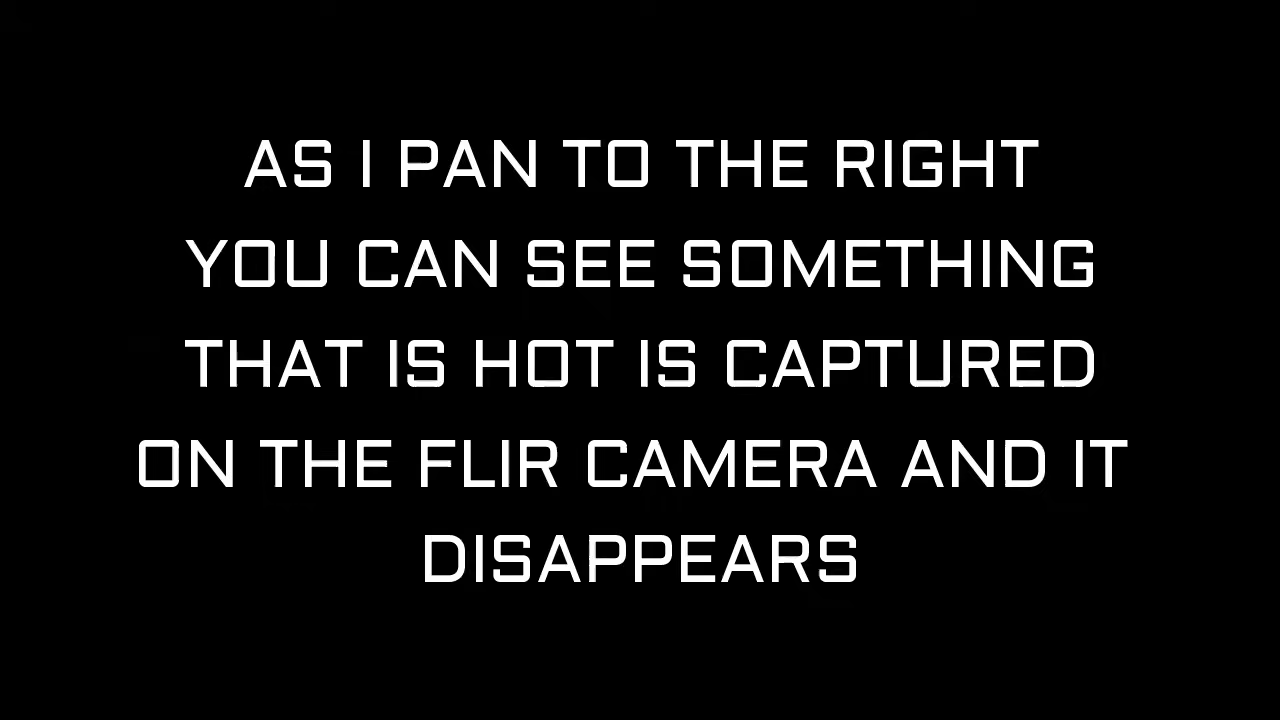 AS I PAN TO THE RIGHT
YOU CAN SEE SOMETHING
THAT IS HOT IS CAPTURED
ON THE FLIR CAMERA AND IT
DISAPPEARS